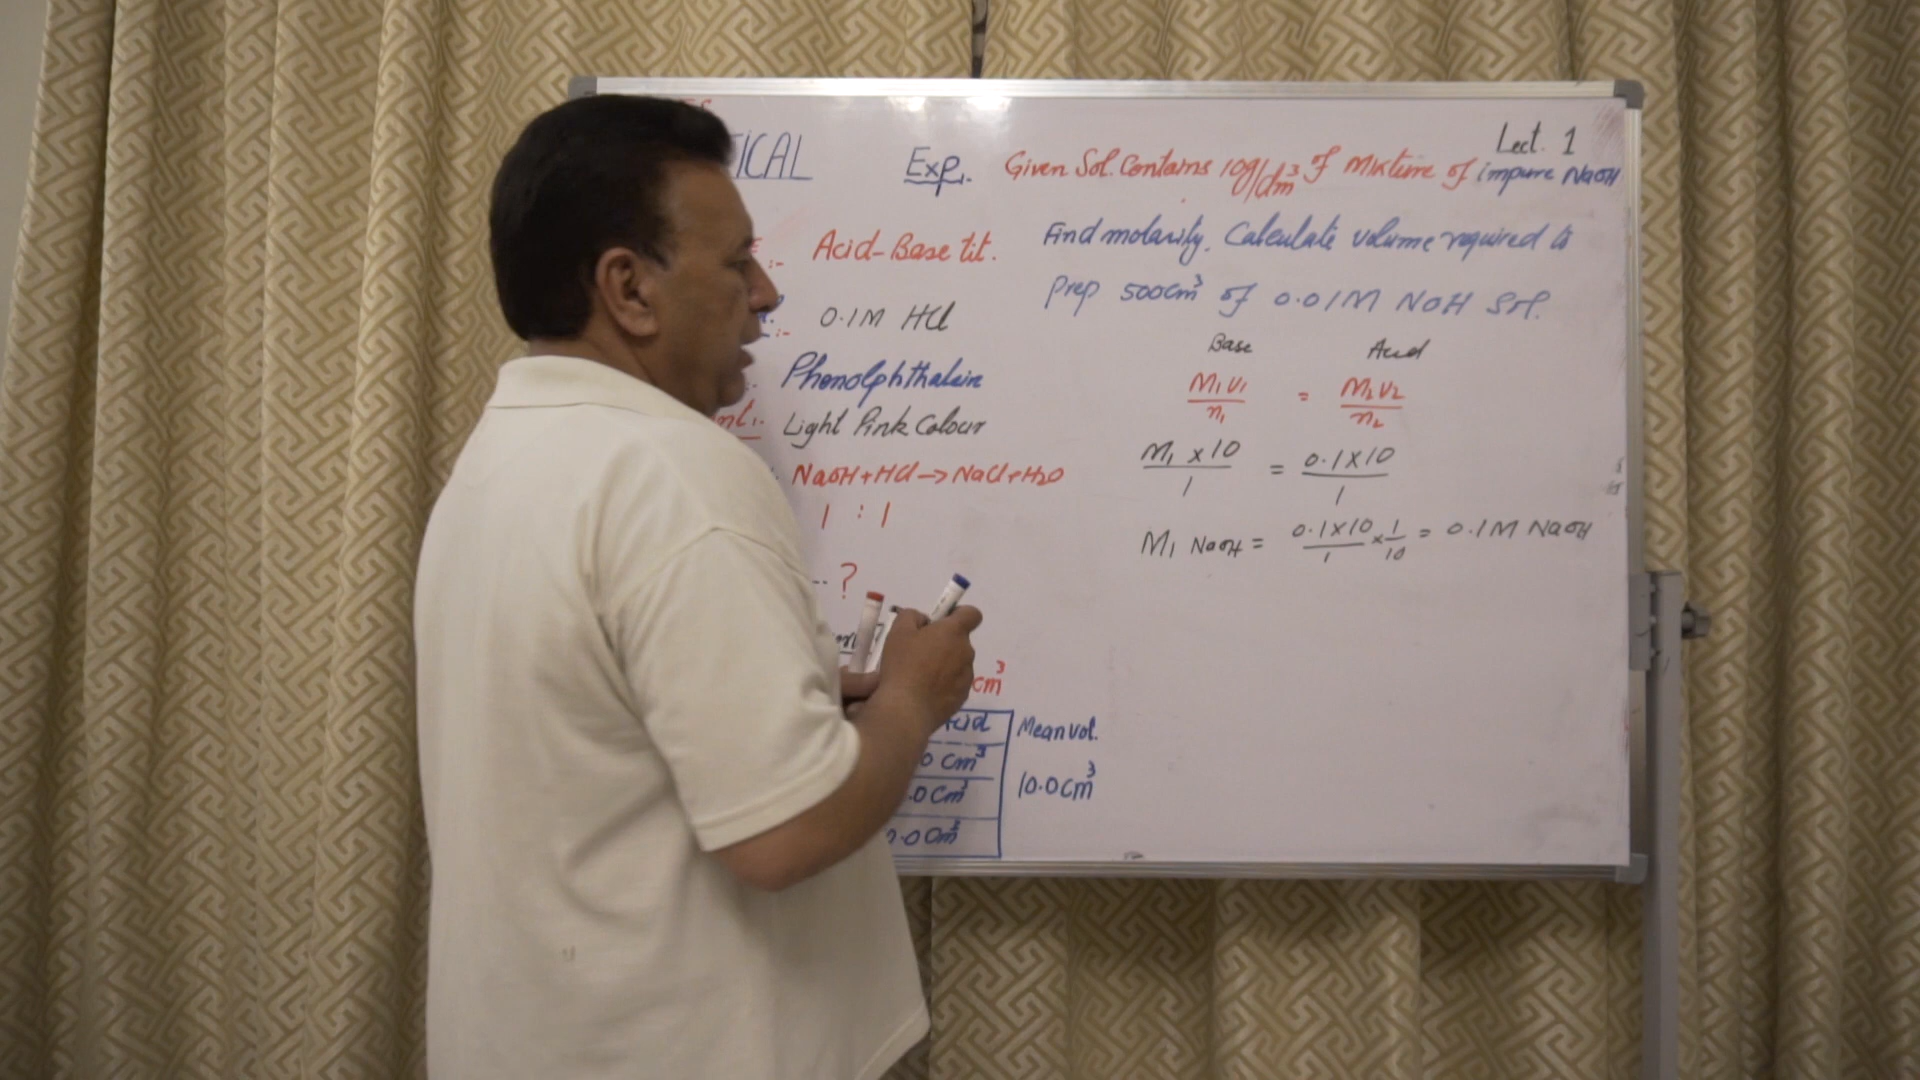 Lect. 1
TICAL
Exp. Given Sol. Contains 10g/dm³ of Mixture of impure NaOH
Find molarity. Calculate volume required to
prep 500cm³ of 0.01M NOH Sol.
Acid-Base tit.
0.1M HCl
Phenolphthalein
Light Pink Colour
NaOH + HCl → NaCl + H2O
1 : 1
?
cm³
cid Mean vol.
0 cm³
10.0 cm³
.0 Cm³
.0 Cm³
Base Acid
M1V1/n1 = M2V2/n2
M1 x 10/1 = 0.1 X 10/1
M1 NaOH = 0.1 X 10/1 x 1/10 = 0.1M NaOH